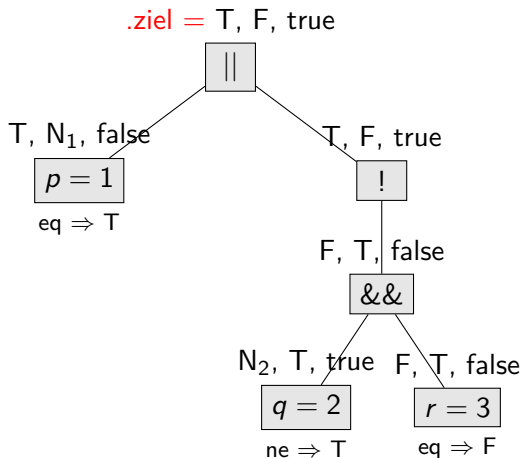 .ziel = T, F, true
||
T, N₁, false
T, F, true
p = 1
!
eq ⇒ T
F, T, false
&&
N₂, T, true
F, T, false
q = 2
r = 3
ne ⇒ T
eq ⇒ F